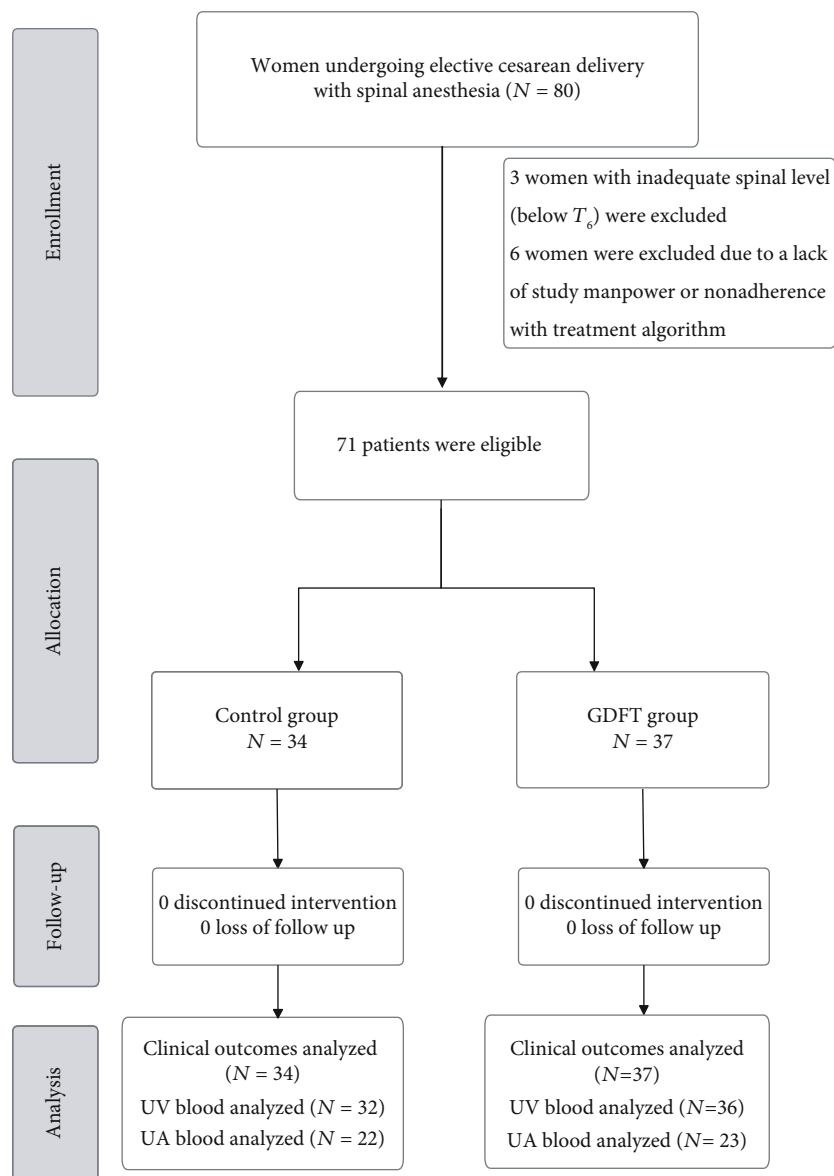 Enrollment
Women undergoing elective cesarean delivery
with spinal anesthesia (N = 80)
3 women with inadequate spinal level
(below T6) were excluded
6 women were excluded due to a lack
of study manpower or nonadherence
with treatment algorithm
71 patients were eligible
Allocation
Control group
N = 34
GDFT group
N = 37
Follow-up
0 discontinued intervention
0 loss of follow up
0 discontinued intervention
0 loss of follow up
Analysis
Clinical outcomes analyzed
(N = 34)
UV blood analyzed (N = 32)
UA blood analyzed (N = 22)
Clinical outcomes analyzed
(N=37)
UV blood analyzed (N=36)
UA blood analyzed (N= 23)